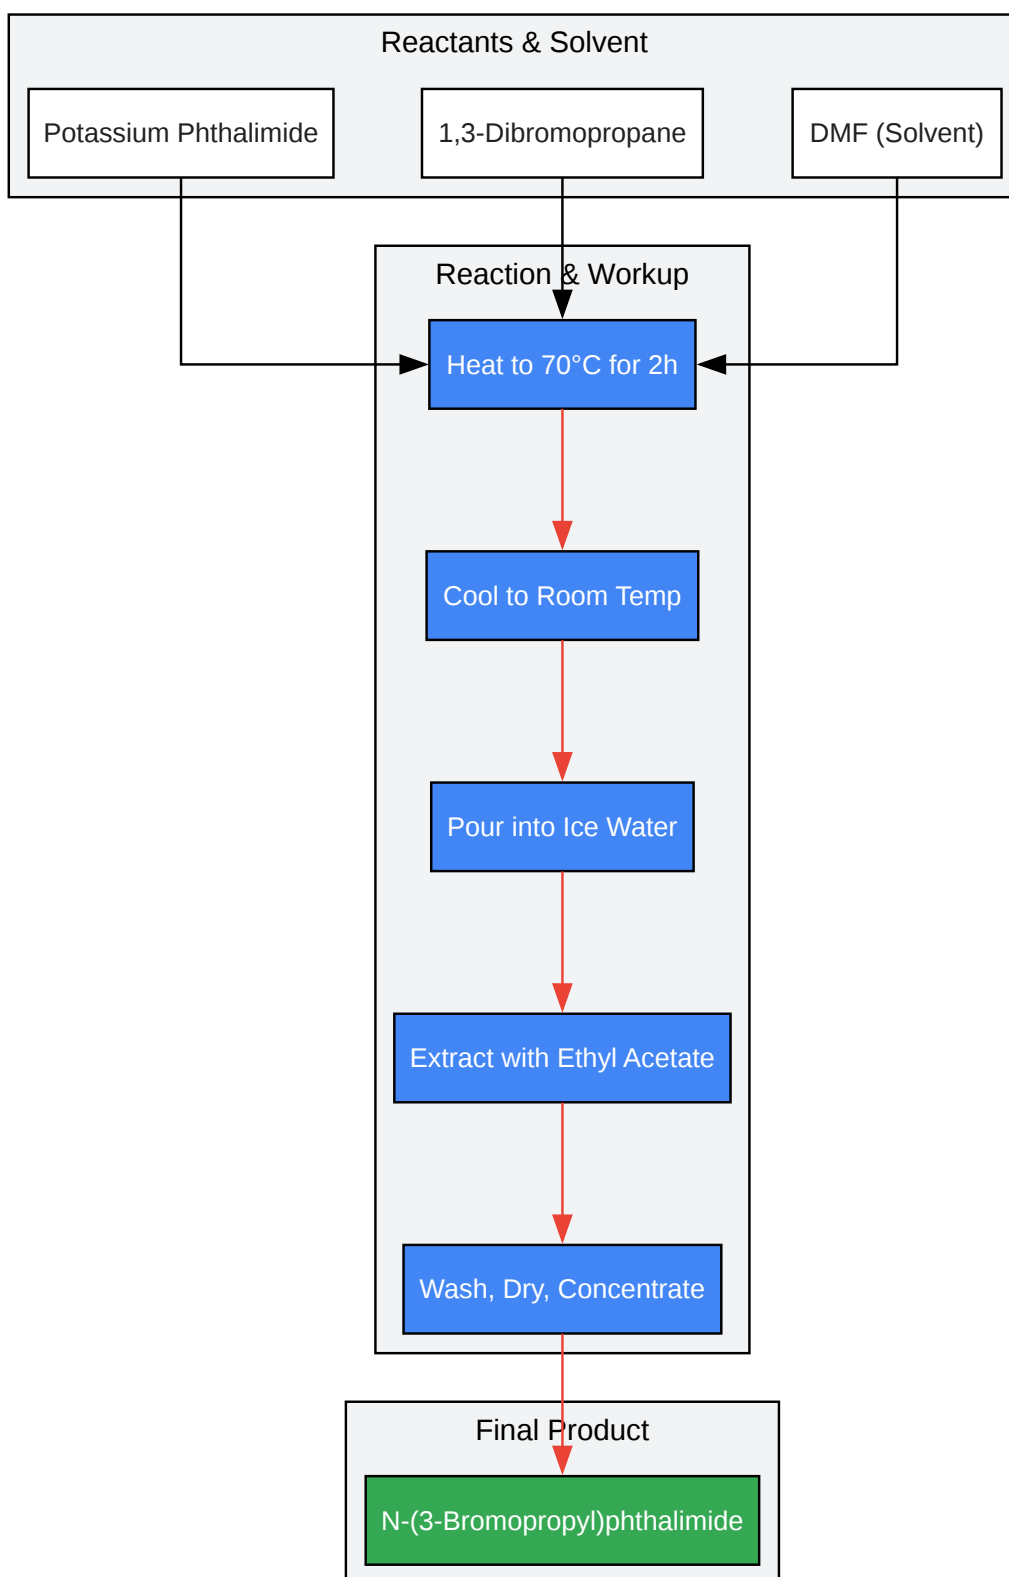 Reactants & Solvent
Potassium Phthalimide
1,3-Dibromopropane
DMF (Solvent)
Reaction & Workup
Heat to 70°C for 2h
Cool to Room Temp
Pour into Ice Water
Extract with Ethyl Acetate
Wash, Dry, Concentrate
Final Product
N-(3-Bromopropyl)phthalimide